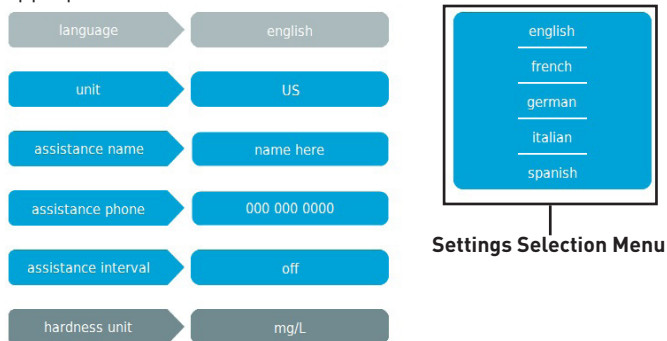 language english
unit US
assistance name name here
assistance phone 000 000 0000
assistance interval off
hardness unit mg/L
english
french
german
italian
spanish
Settings Selection Menu